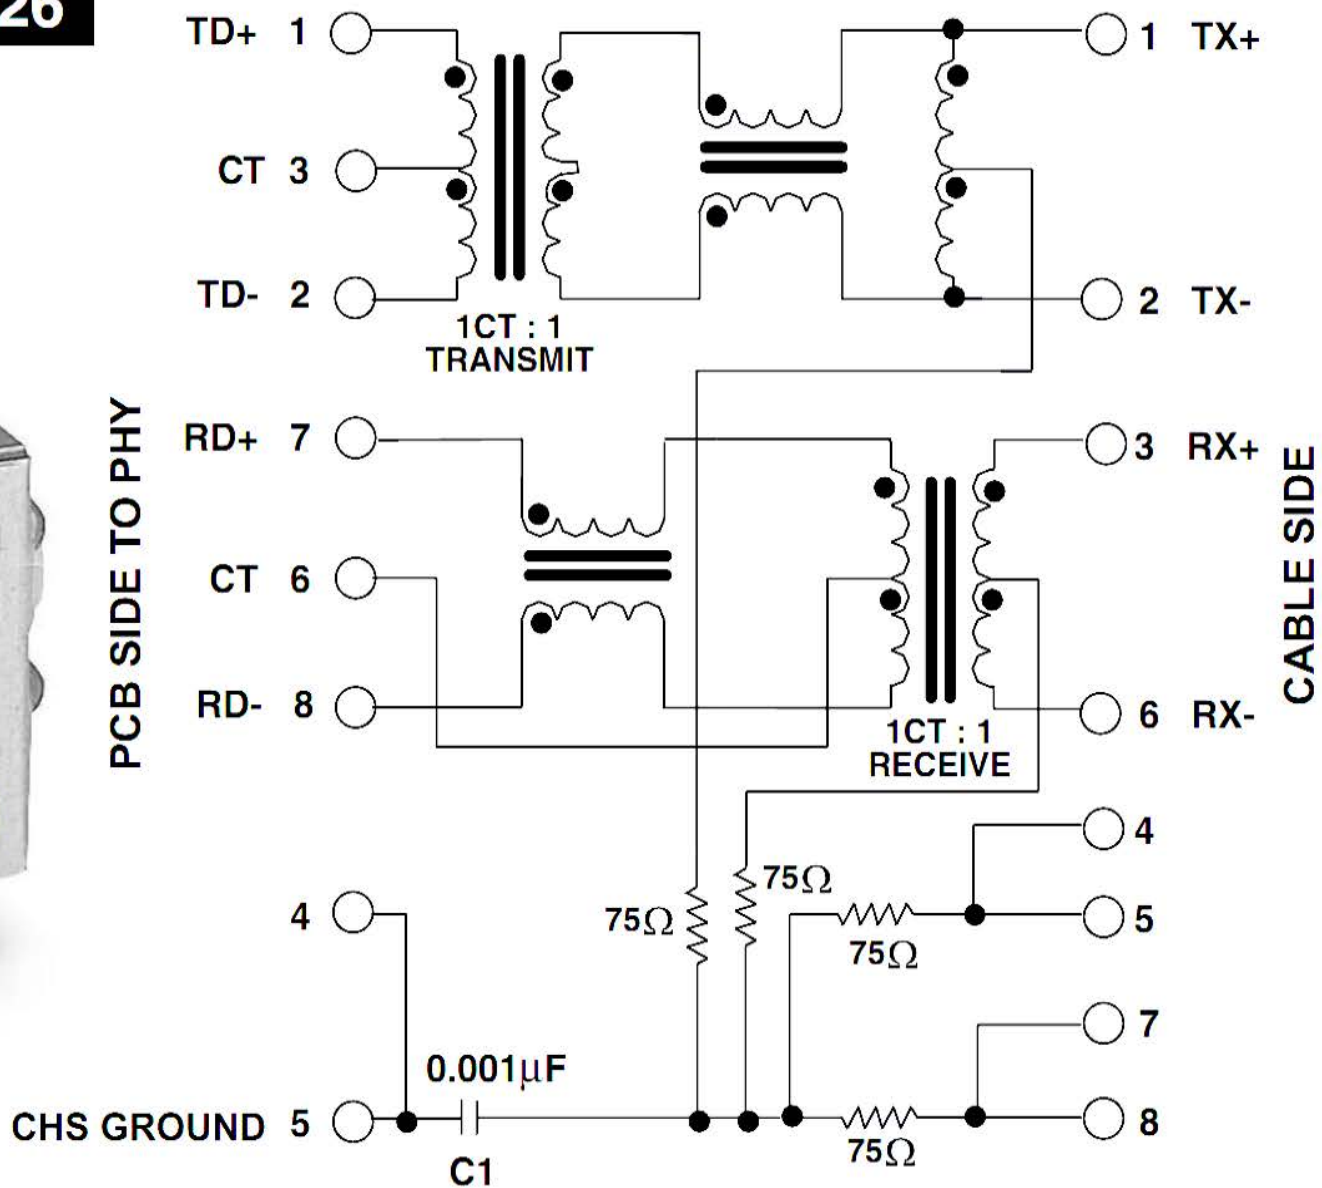 26
TD+ 1
1 TX+
CT 3
TD- 2
2 TX-
1CT : 1
TRANSMIT
PCB SIDE TO PHY
RD+ 7
3 RX+
CABLE SIDE
CT 6
RD- 8
6 RX-
1CT : 1
RECEIVE
4
75Ω
75Ω
4
5
75Ω
7
0.001µF
CHS GROUND 5
8
75Ω
C1